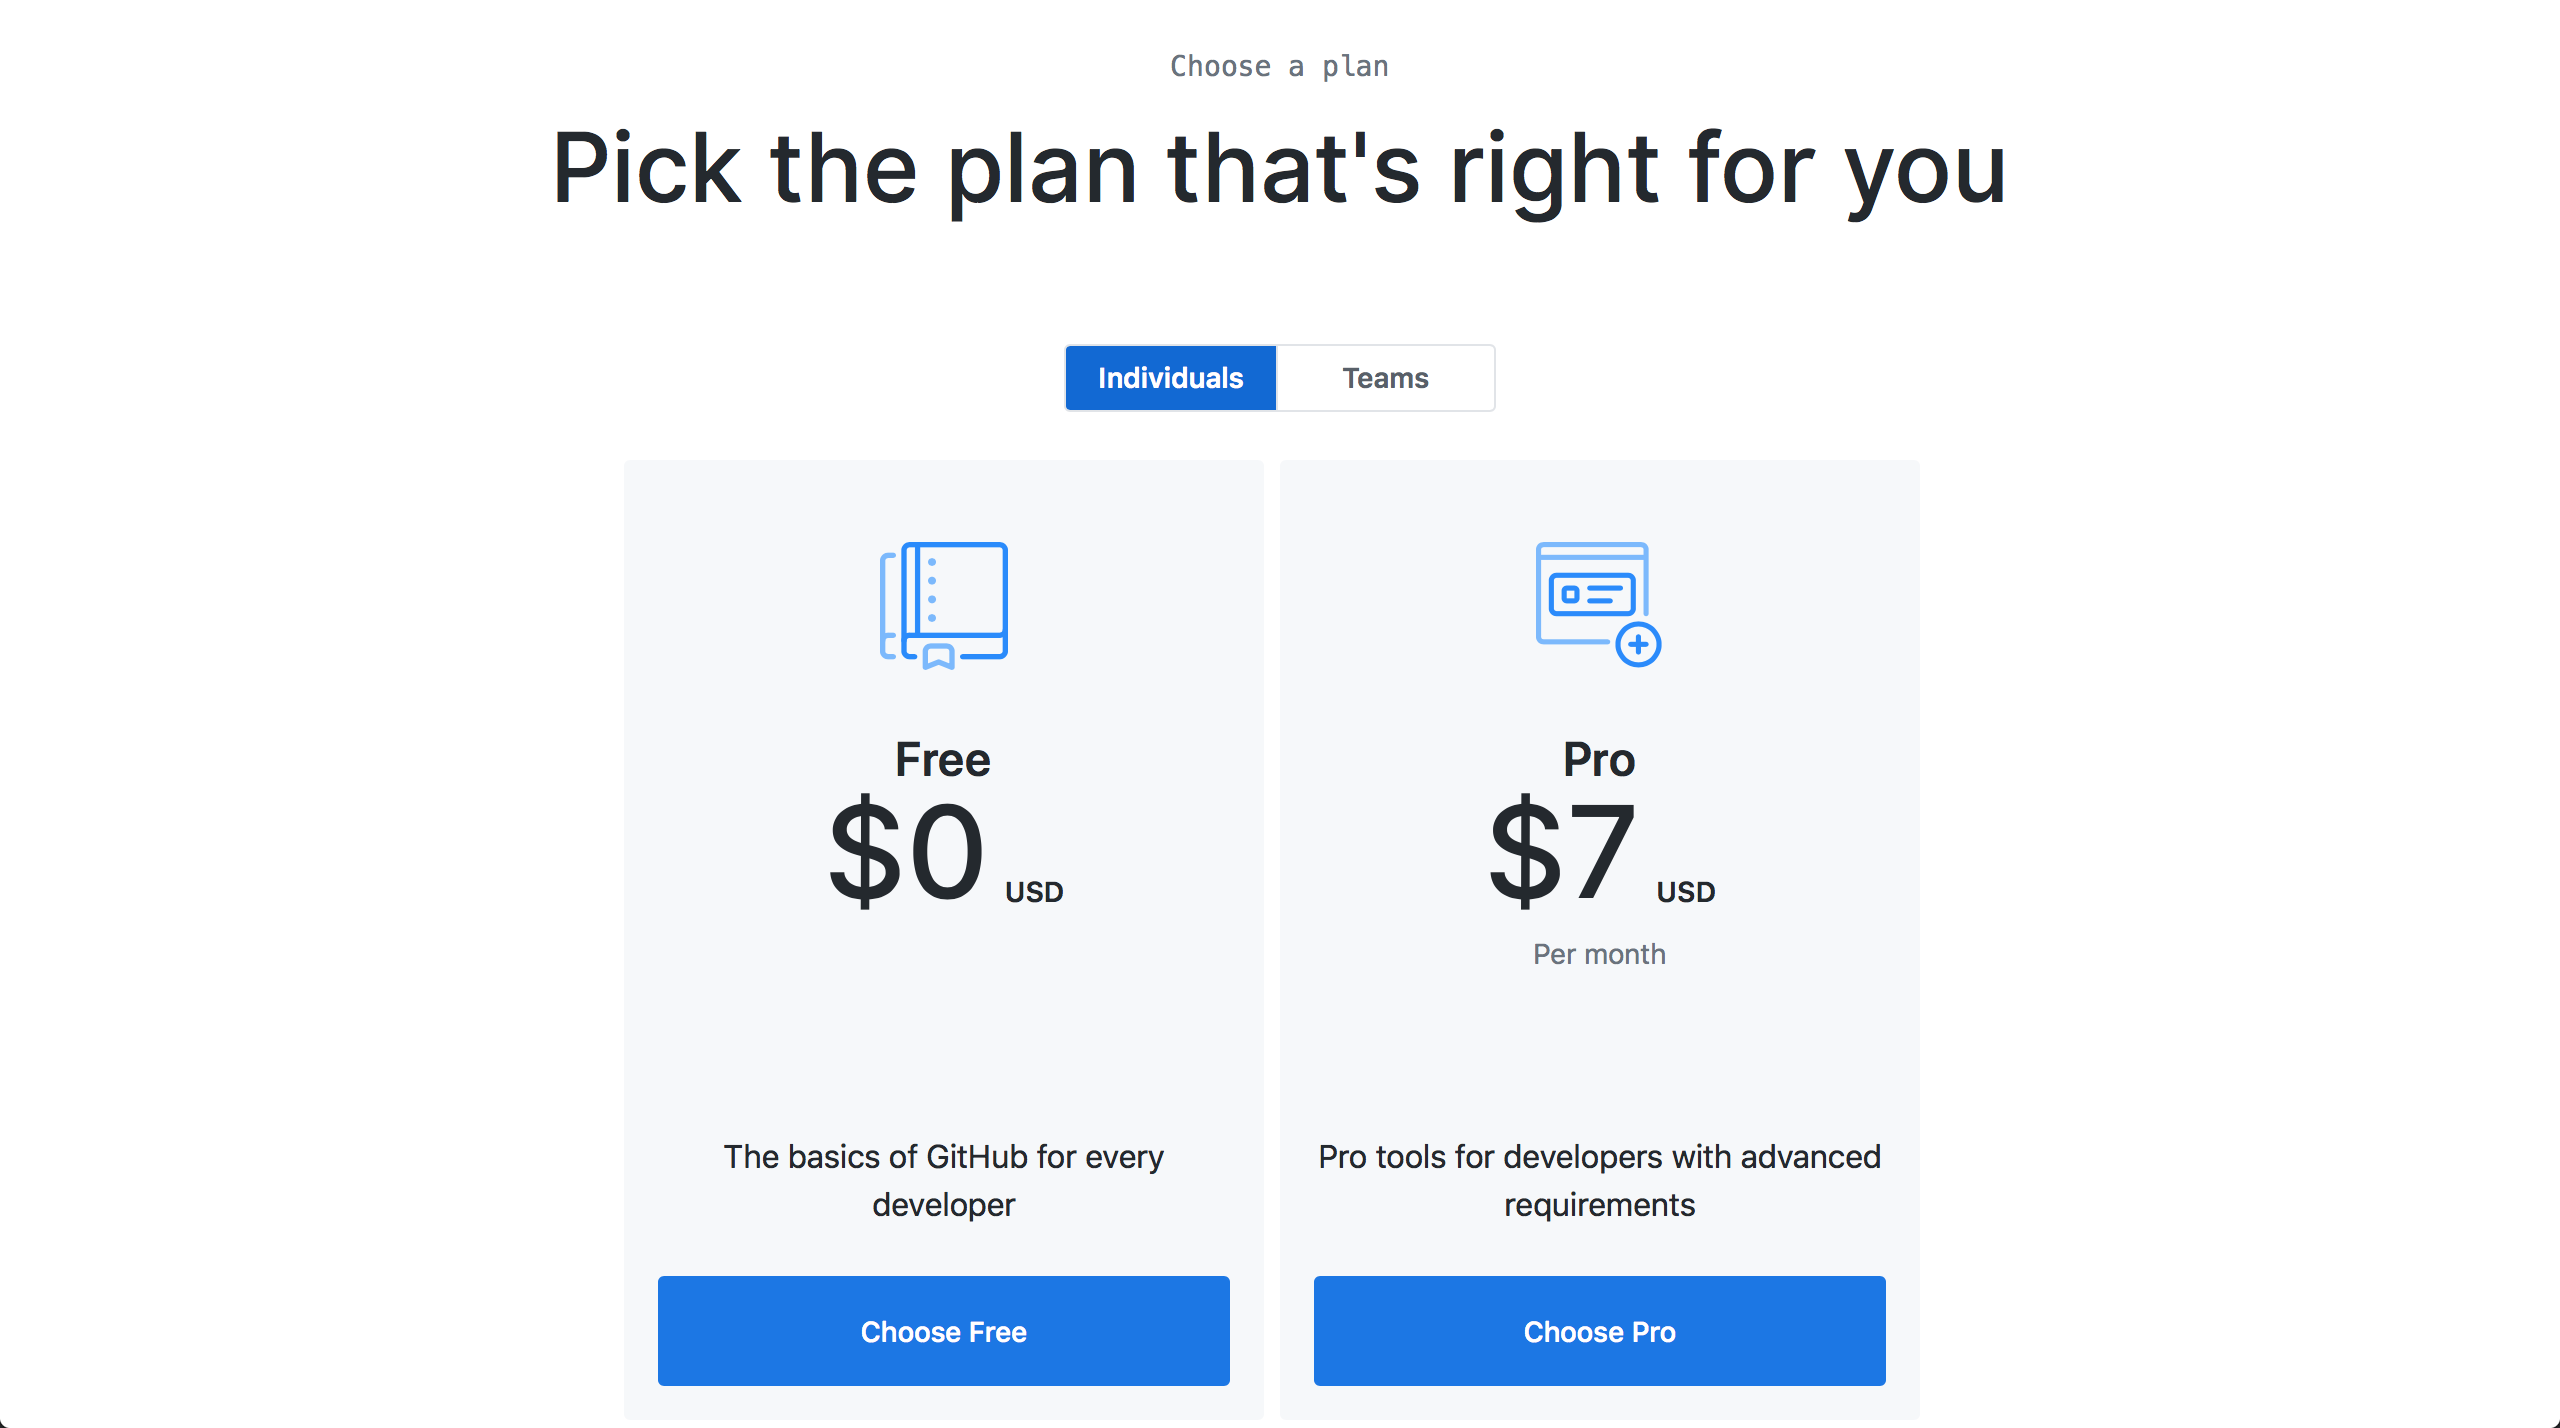 Choose a plan
Pick the plan that's right for you
Individuals
Teams
Free
$0 USD
The basics of GitHub for every
developer
Choose Free
Pro
$7 USD
Per month
Pro tools for developers with advanced
requirements
Choose Pro